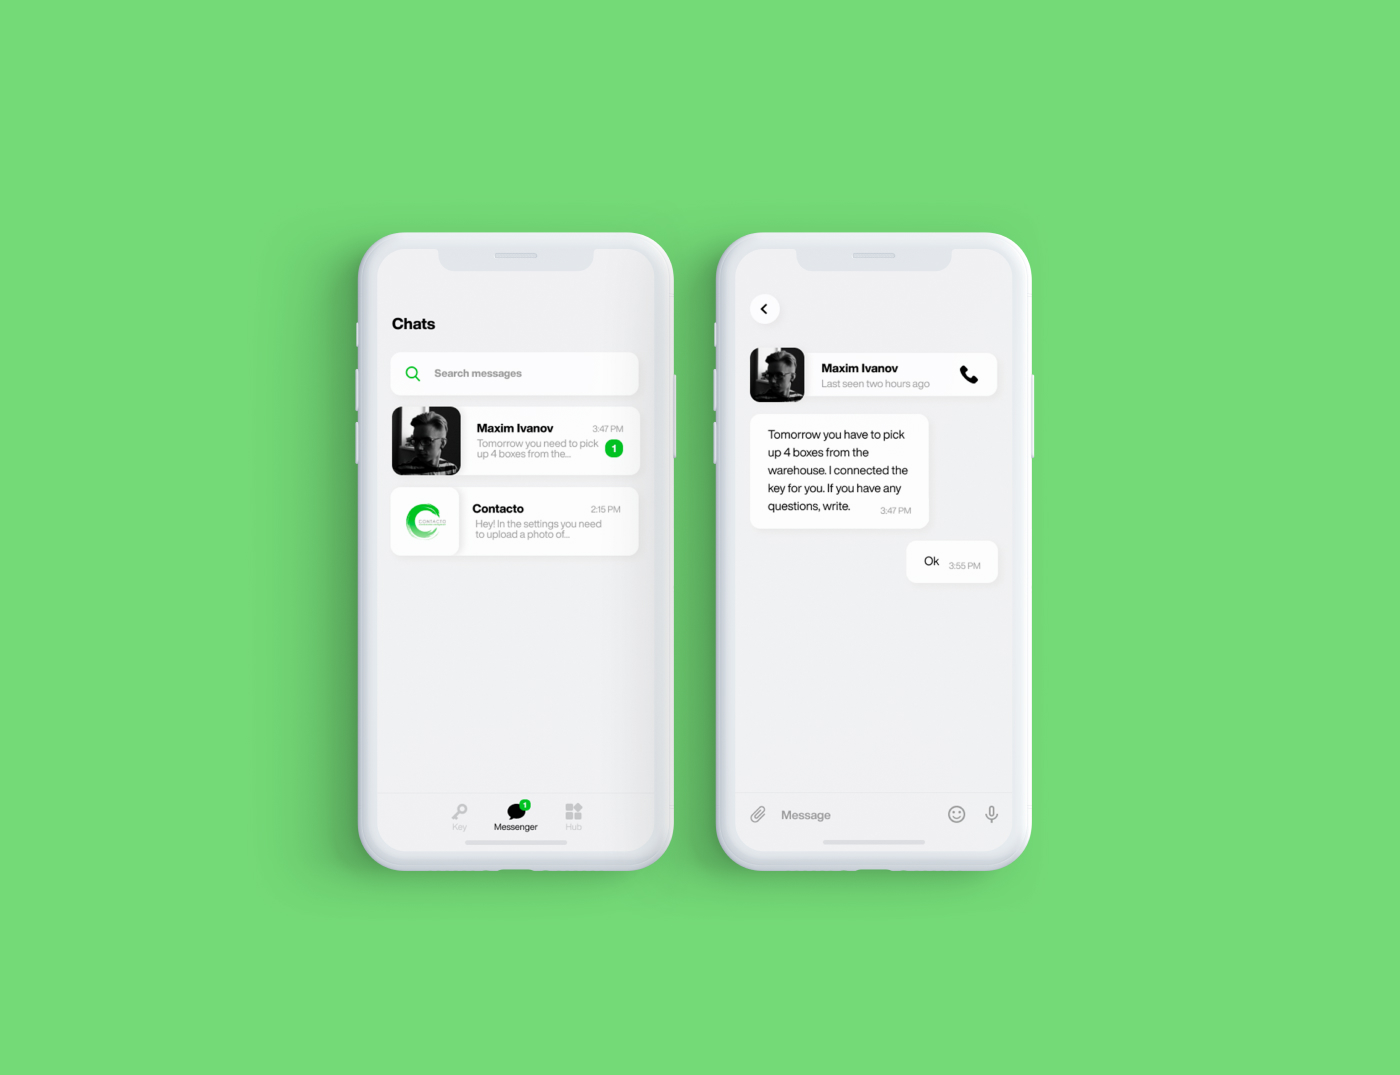 Chats
Search messages
Maxim Ivanov 3:47 PM
Tomorrow you need to pick
up 4 boxes from the...
1
CONTACTO
Contacto 2:15 PM
Hey! In the settings you need
to upload a photo of...
1
Key Messenger Hub
Maxim Ivanov
Last seen two hours ago
Tomorrow you have to pick
up 4 boxes from the
warehouse. I connected the
key for you. If you have any
questions, write. 3:47 PM
Ok 3:55 PM
Message